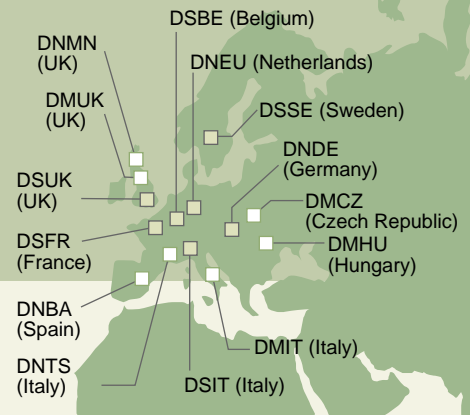 DSBE (Belgium)
DNMN
(UK)
DNEU (Netherlands)
DMUK
(UK)
DSSE (Sweden)
DNDE
(Germany)
DSUK
(UK)
DMCZ
(Czech Republic)
DSFR
(France)
DMHU
(Hungary)
DNBA
(Spain)
DMIT (Italy)
DNTS
(Italy)
DSIT (Italy)